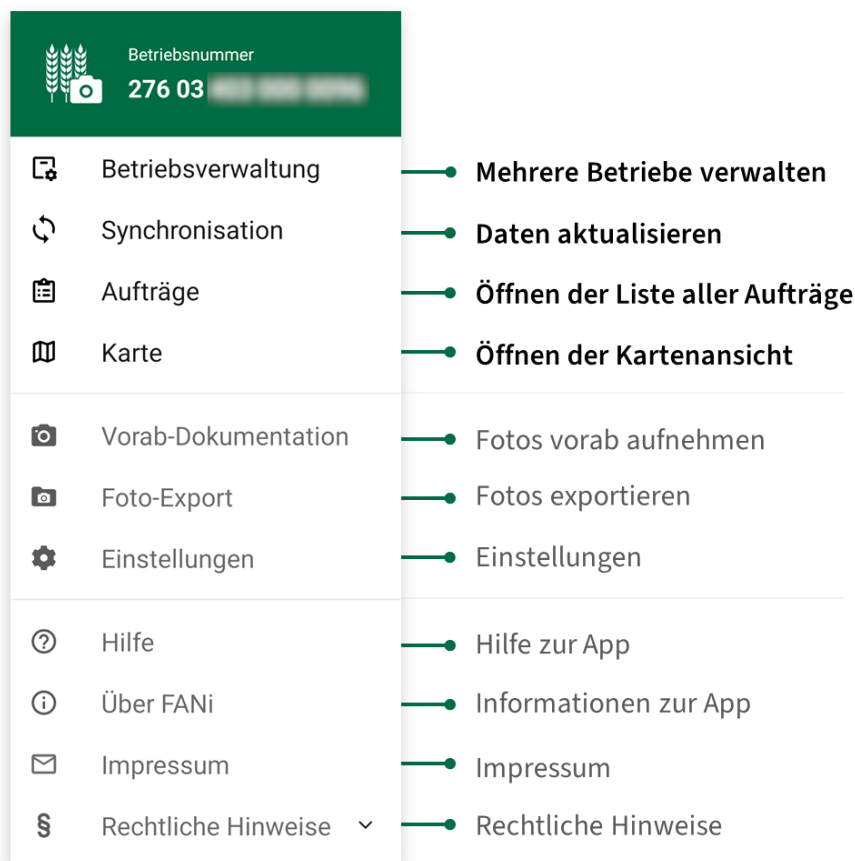 Betriebsnummer
276 03
Betriebsverwaltung
Mehrere Betriebe verwalten
Synchronisation
Daten aktualisieren
Aufträge
Öffnen der Liste aller Aufträge
Karte
Öffnen der Kartenansicht
Vorab-Dokumentation
Fotos vorab aufnehmen
Foto-Export
Fotos exportieren
Einstellungen
Einstellungen
Hilfe
Hilfe zur App
Über FANi
Informationen zur App
Impressum
Impressum
§ Rechtliche Hinweise
Rechtliche Hinweise